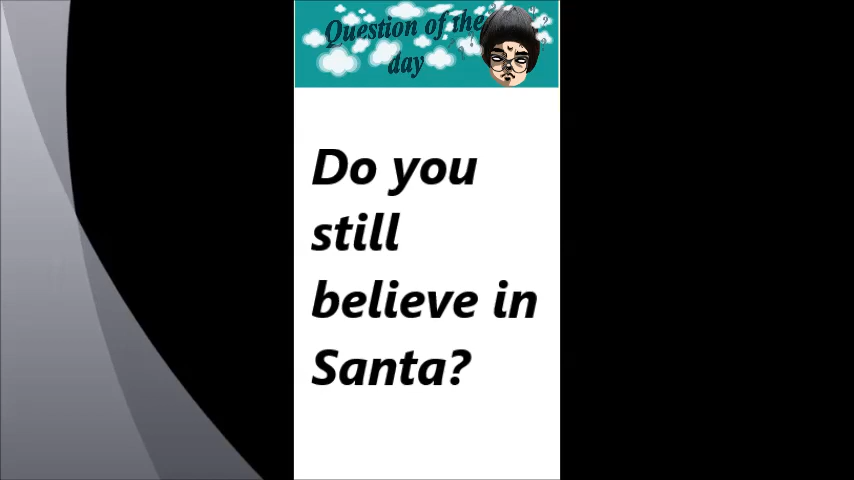 Question of the
day
Do you
still
believe in
Santa?